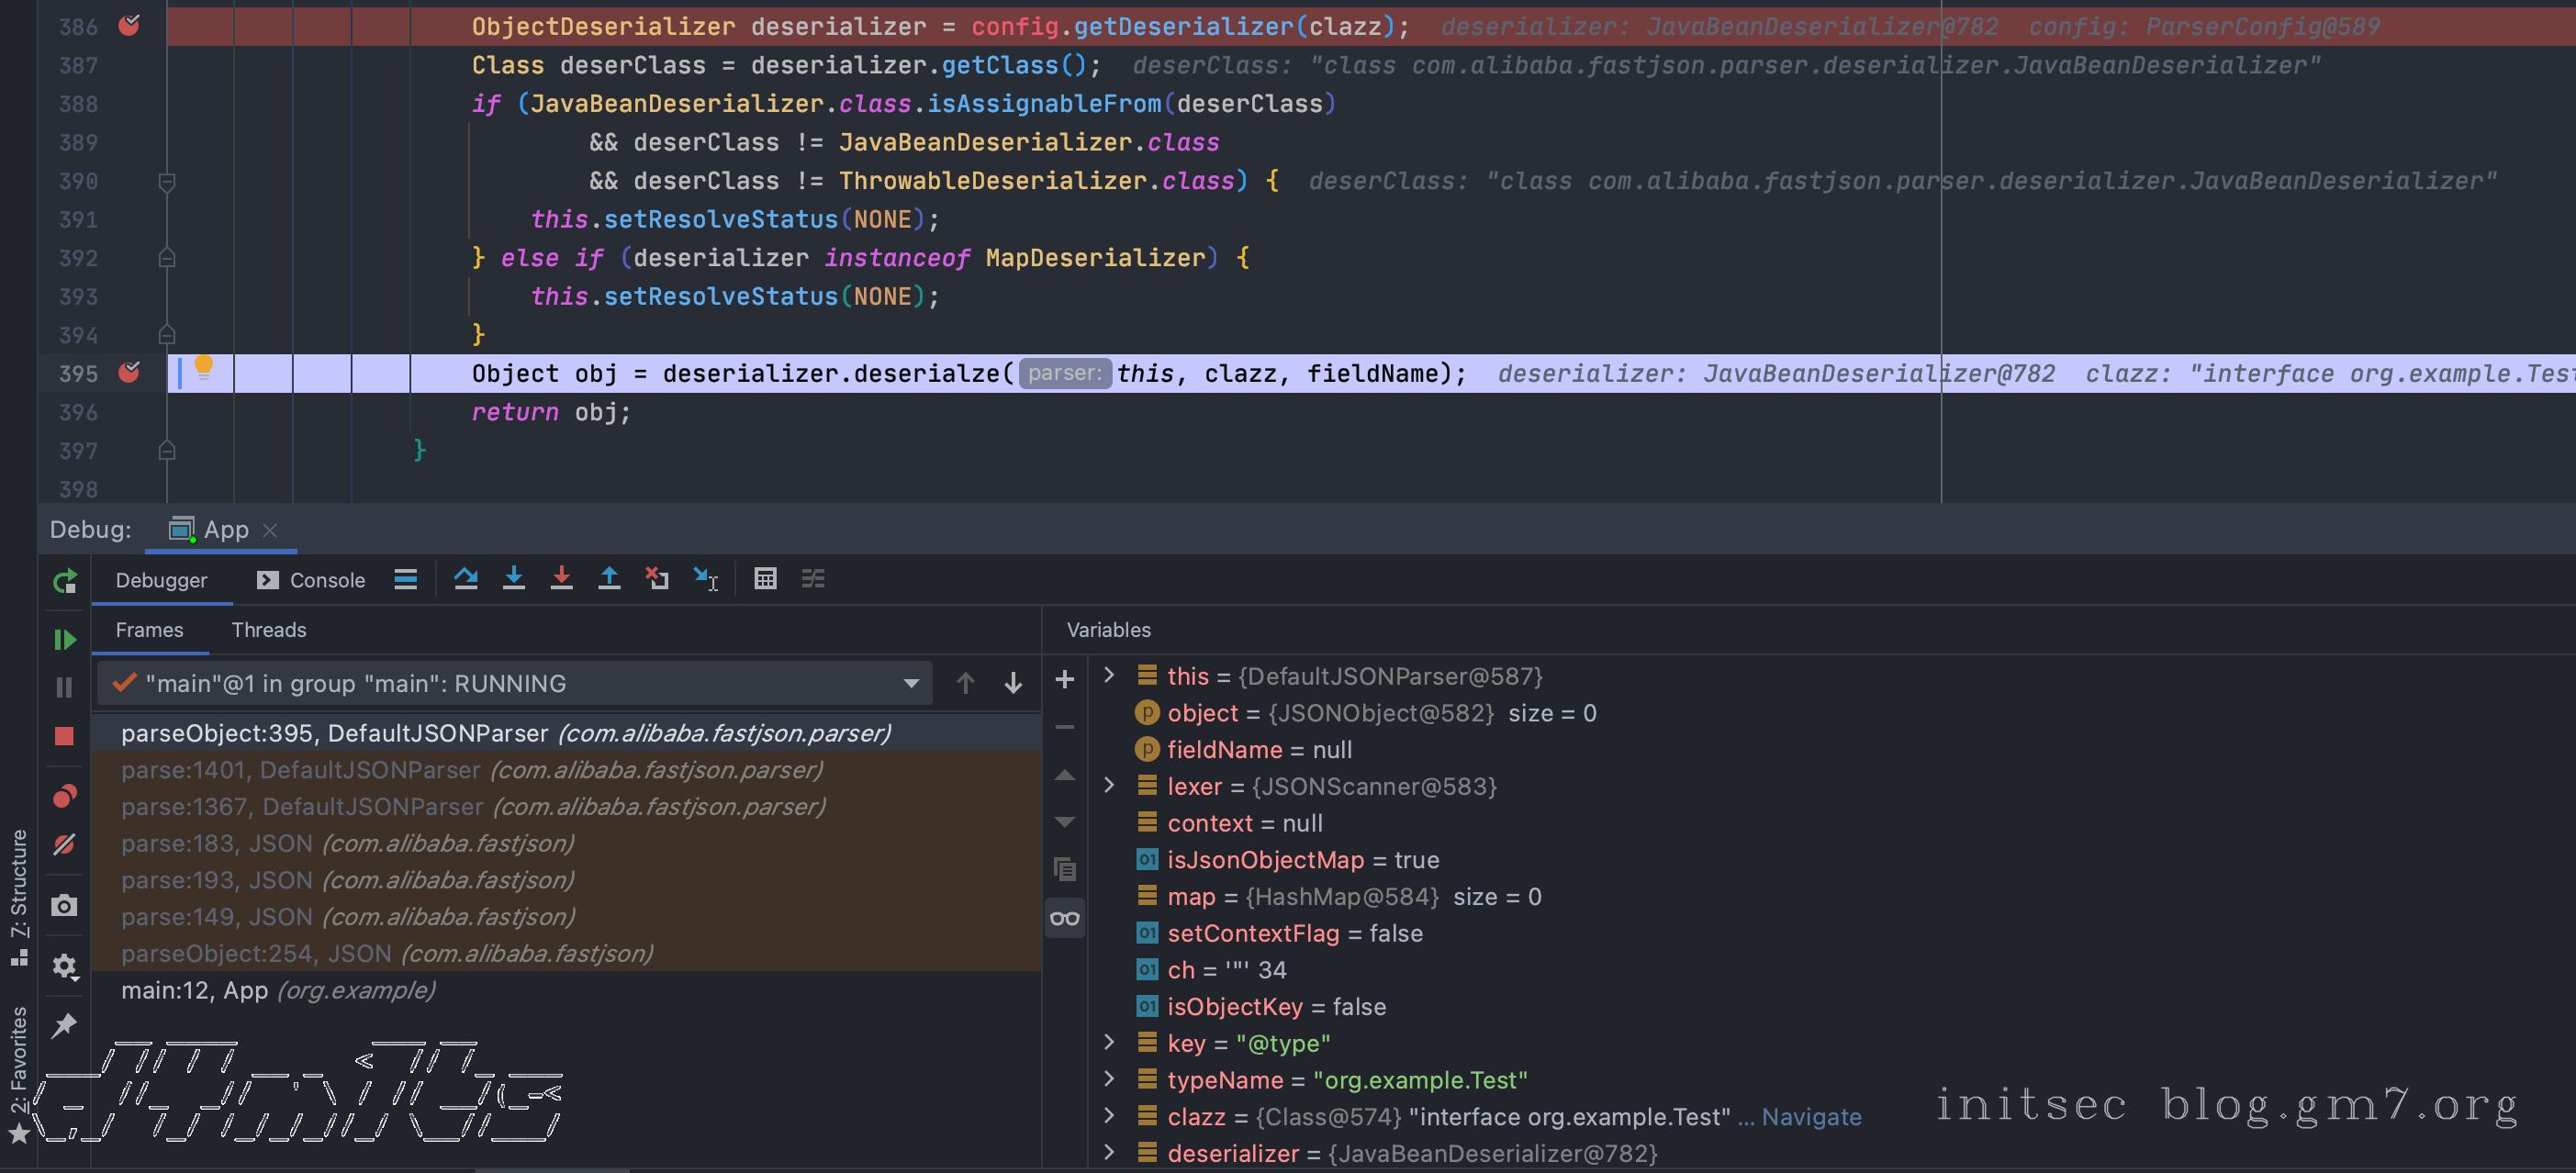 386 ObjectDeserializer deserializer = config.getDeserializer(clazz); deserializer: JavaBeanDeserializer@782 config: ParserConfig@589
387 Class deserClass = deserializer.getClass(); deserClass: "class com.alibaba.fastjson.parser.deserializer.JavaBeanDeserializer"
388 if (JavaBeanDeserializer.class.isAssignableFrom(deserClass)
389 && deserClass != JavaBeanDeserializer.class
390 && deserClass != ThrowableDeserializer.class) { deserClass: "class com.alibaba.fastjson.parser.deserializer.JavaBeanDeserializer"
391 this.setResolveStatus(NONE);
392 } else if (deserializer instanceof MapDeserializer) {
393 this.setResolveStatus(NONE);
394 }
395 Object obj = deserializer.deserialze( parser: this, clazz, fieldName); deserializer: JavaBeanDeserializer@782 clazz: "interface org.example.Tes
396 return obj;
397 }
398
Debug: App
Debugger Console
Frames Threads
"main"@1 in group "main": RUNNING
parseObject:395, DefaultJSONParser (com.alibaba.fastjson.parser)
parse:1401, DefaultJSONParser (com.alibaba.fastjson.parser)
parse:1367, DefaultJSONParser (com.alibaba.fastjson.parser)
parse:183, JSON (com.alibaba.fastjson)
parse:193, JSON (com.alibaba.fastjson)
parse:149, JSON (com.alibaba.fastjson)
parseObject:254, JSON (com.alibaba.fastjson)
main:12, App (org.example)
Variables
this = {DefaultJSONParser@587}
object = {JSONObject@582} size = 0
fieldName = null
lexer = {JSONScanner@583}
context = null
isJsonObjectMap = true
map = {HashMap@584} size = 0
setContextFlag = false
ch = '"' 34
isObjectKey = false
key = "@type"
typeName = "org.example.Test"
clazz = {Class@574} "interface org.example.Test" ... Navigate
deserializer = {JavaBeanDeserializer@782}
7: Structure
2: Favorites
initsec blog.gm7.org